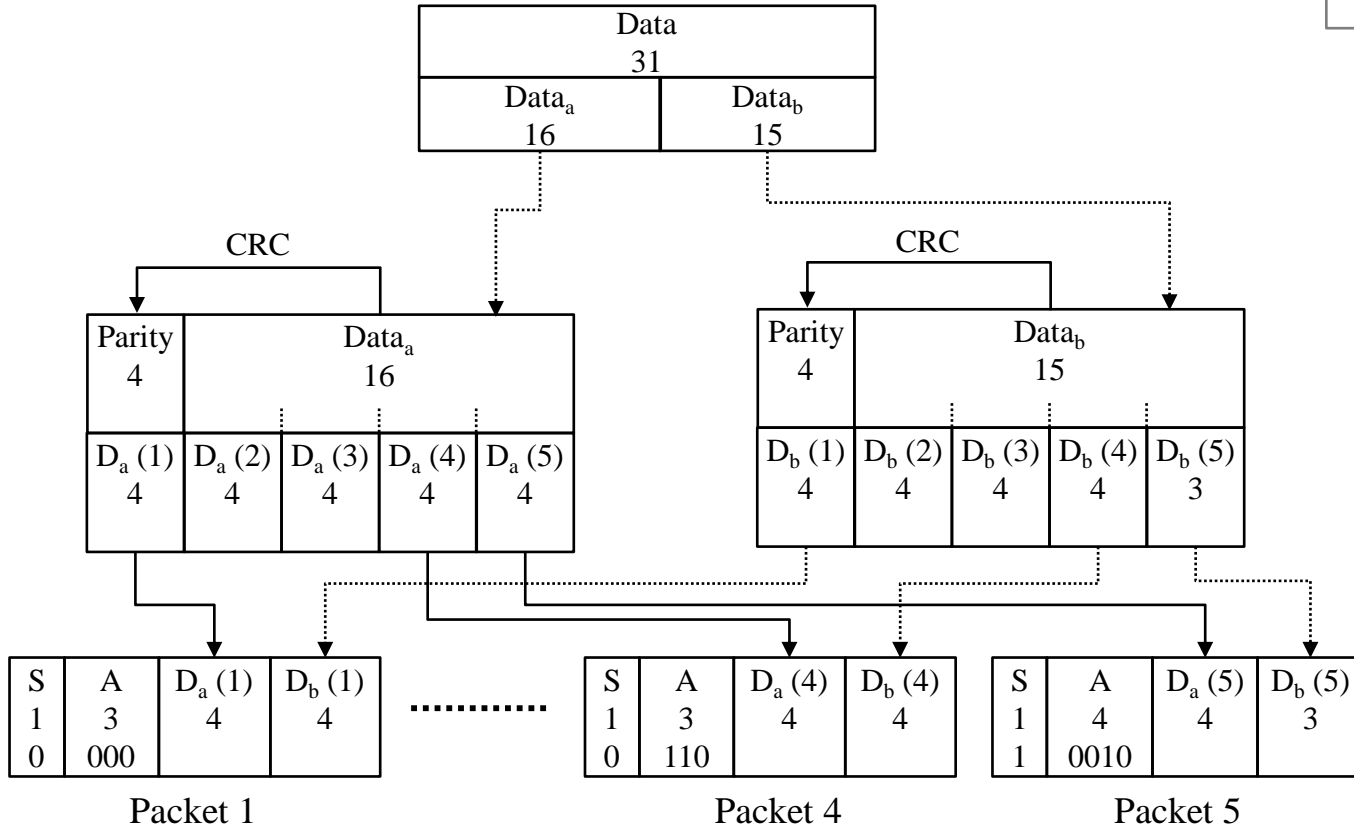 Data
31
Data_a Data_b
16 15
CRC CRC
Parity Data_a Parity Data_b
4 16 4 15
D_a (1) D_a (2) D_a (3) D_a (4) D_a (5) D_b (1) D_b (2) D_b (3) D_b (4) D_b (5)
4 4 4 4 4 4 4 4 4 3
S A D_a (1) D_b (1) S A D_a (4) D_b (4) S A D_a (5) D_b (5)
1 3 4 4 1 3 4 4 1 4 4 3
0 000 0 110 1 0010
Packet 1 Packet 4 Packet 5